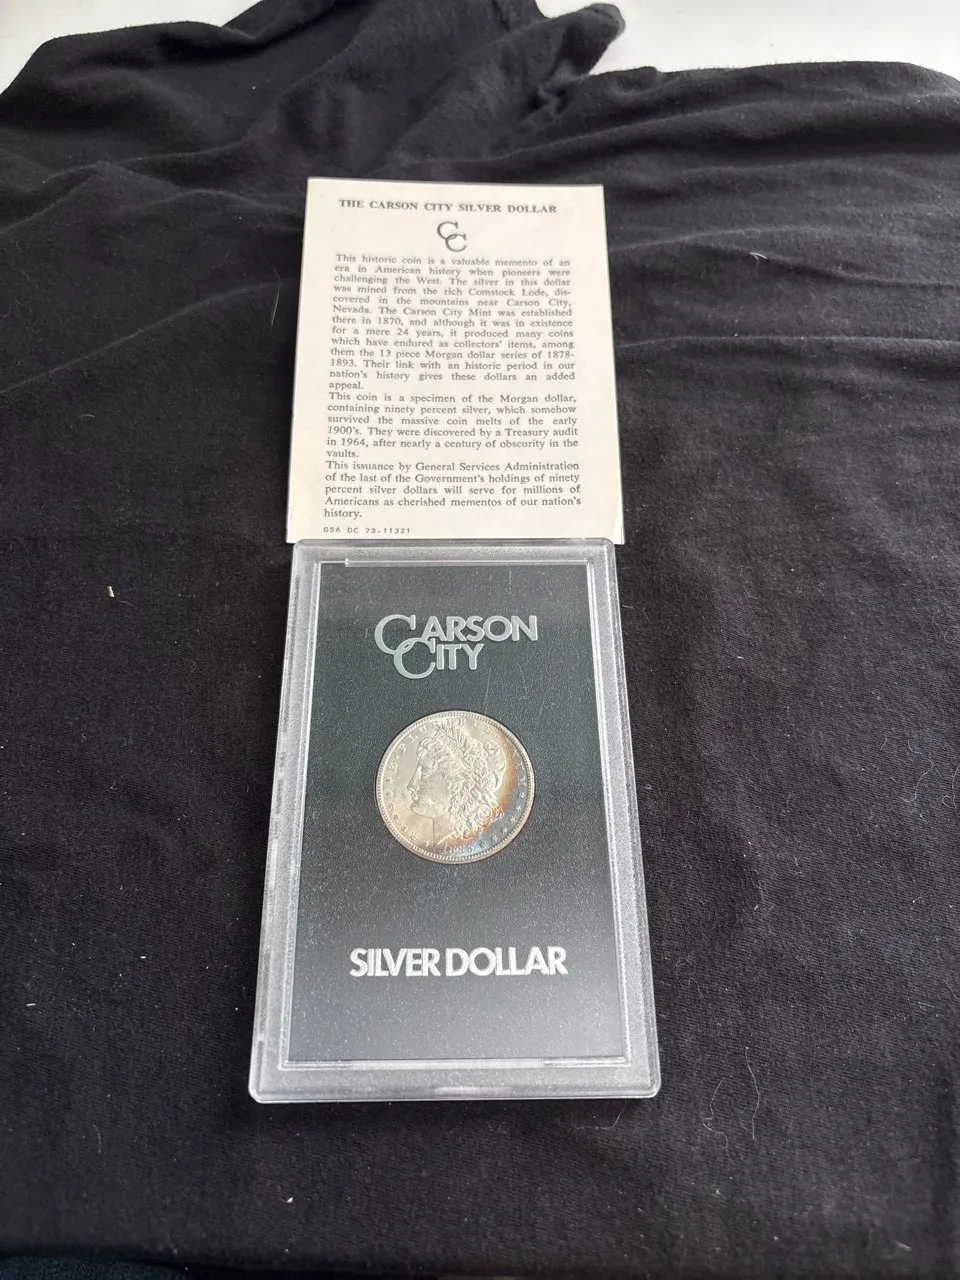 THE CARSON CITY SILVER DOLLAR
CC
This historic coin is a valuable memento of an
era in American history when pioneers were
challenging the West. The silver in this dollar
was mined from the rich Comstock Lode, dis-
covered in the mountains near Carson City,
Nevada. The Carson City Mint was established
there in 1870, and although it was in existence
for a mere 24 years, it produced many coins
which have endured as collectors' items, among
them the 13 piece Morgan dollar series of 1878-
1893. Their link with an historic period in our
nation's history gives these dollars an added
appeal.
This coin is a specimen of the Morgan dollar,
containing ninety percent silver, which somehow
survived the massive coin melts of the early
1900's. They were discovered by a Treasury audit
in 1964, after nearly a century of obscurity in the
vaults.
This issuance by General Services Administration
of the last of the Government's holdings of ninety
percent silver dollars will serve for millions of
Americans as cherished mementos of our nation's
history.
GSA DC 73.11321
CARSON
CITY
SILVER DOLLAR